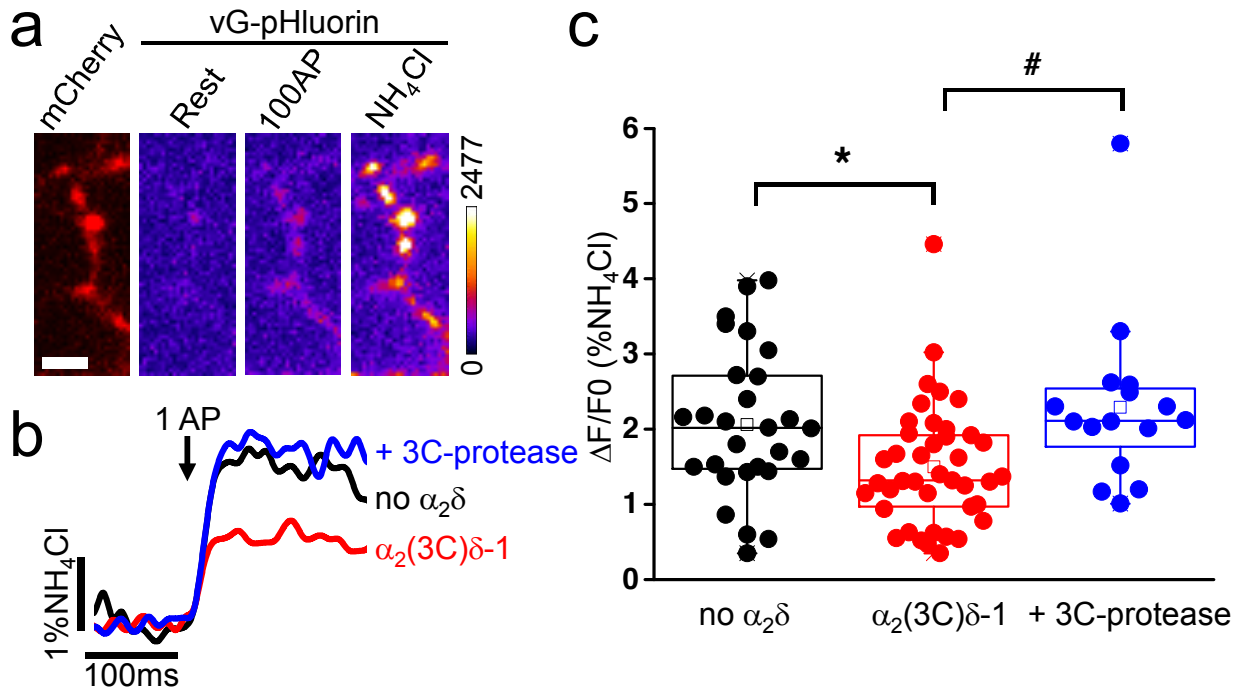 a
vG-pHluorin
mCherry
Rest
100AP
NH₄Cl
2477
0
b
1 AP
+ 3C-protease
no α₂δ
α₂(3C)δ-1
1%NH₄Cl
100ms
c
#
*
ΔF/F0 (%NH₄Cl)
6
5
4
3
2
1
0
no α₂δ
α₂(3C)δ-1
+ 3C-protease